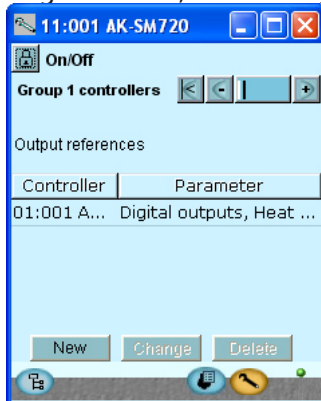 11:001 AK-SM720
On/Off
Group 1 controllers
Output references
Controller Parameter
01:001 A... Digital outputs, Heat ...
New Change Delete